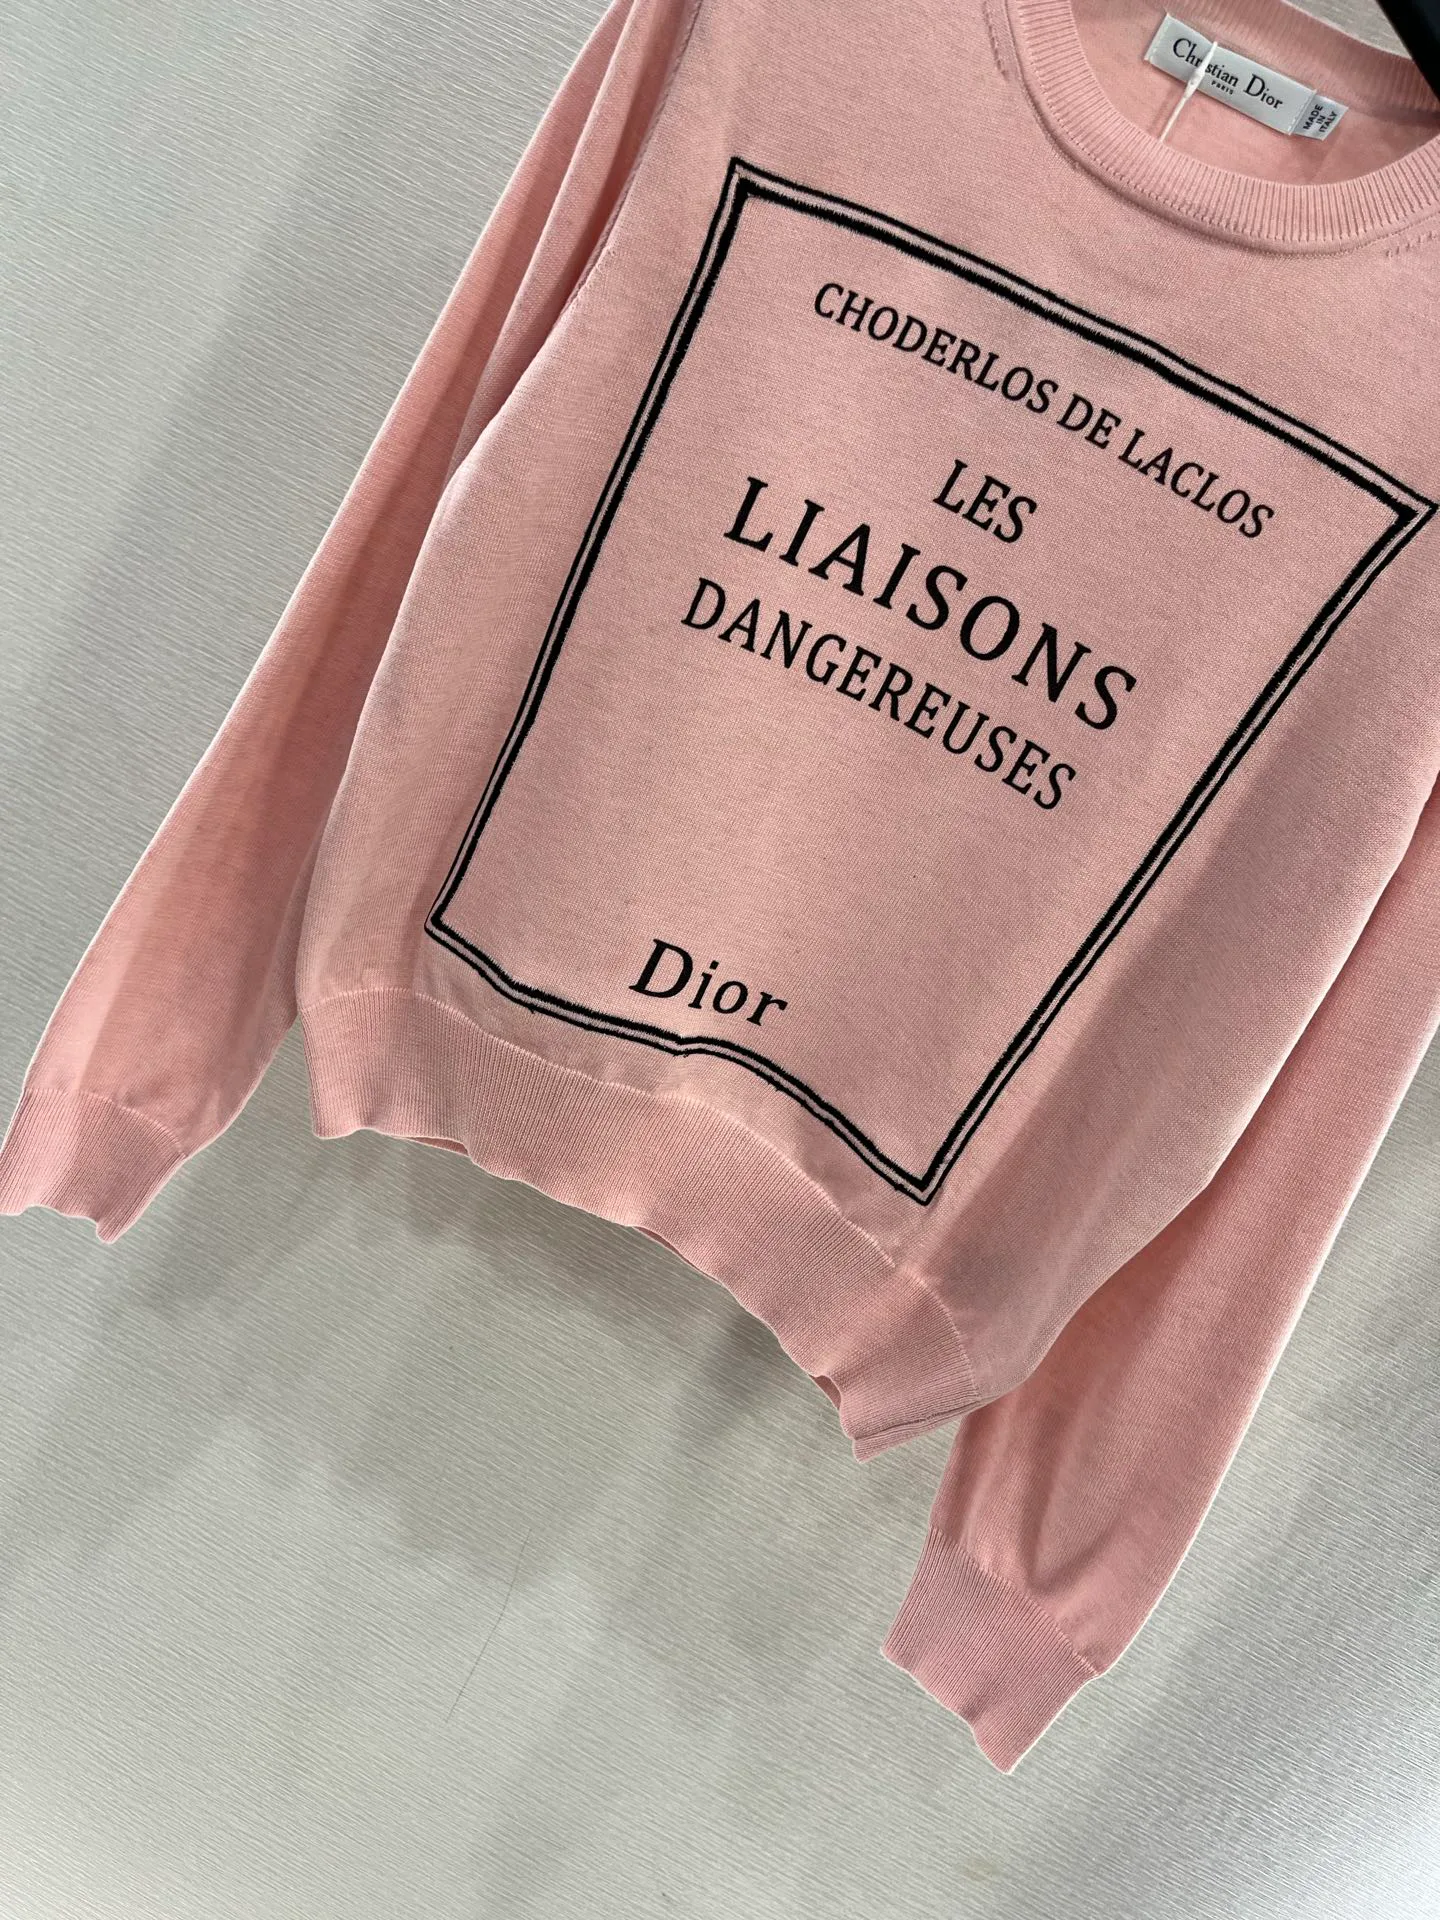 Christian Dior
PARIS
MADE
IN
ITALY
CHODERLOS DE LACLOS
LES
LIAISONS
DANGEREUSES
Dior